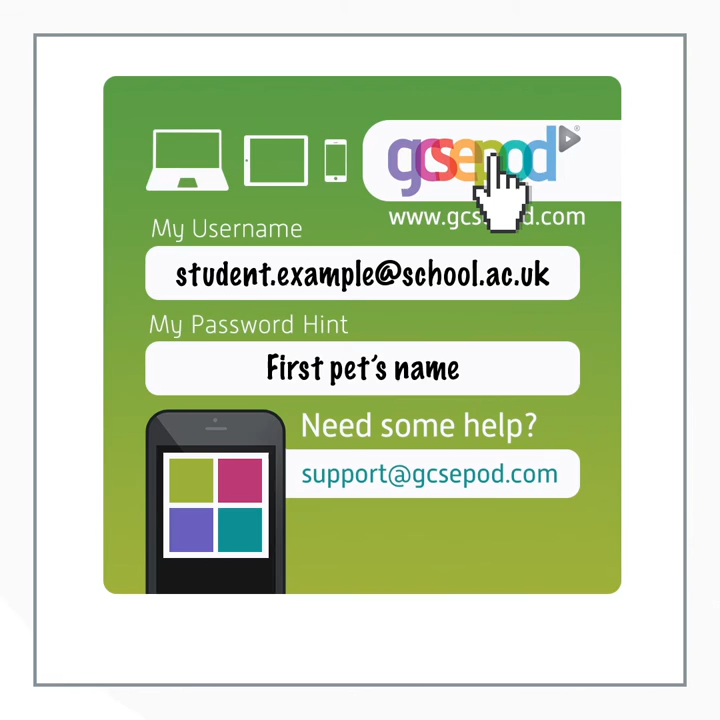 gcsepod®
www.gcsepod.com
My Username
student.example@school.ac.uk
My Password Hint
First pet's name
Need some help?
support@gcsepod.com